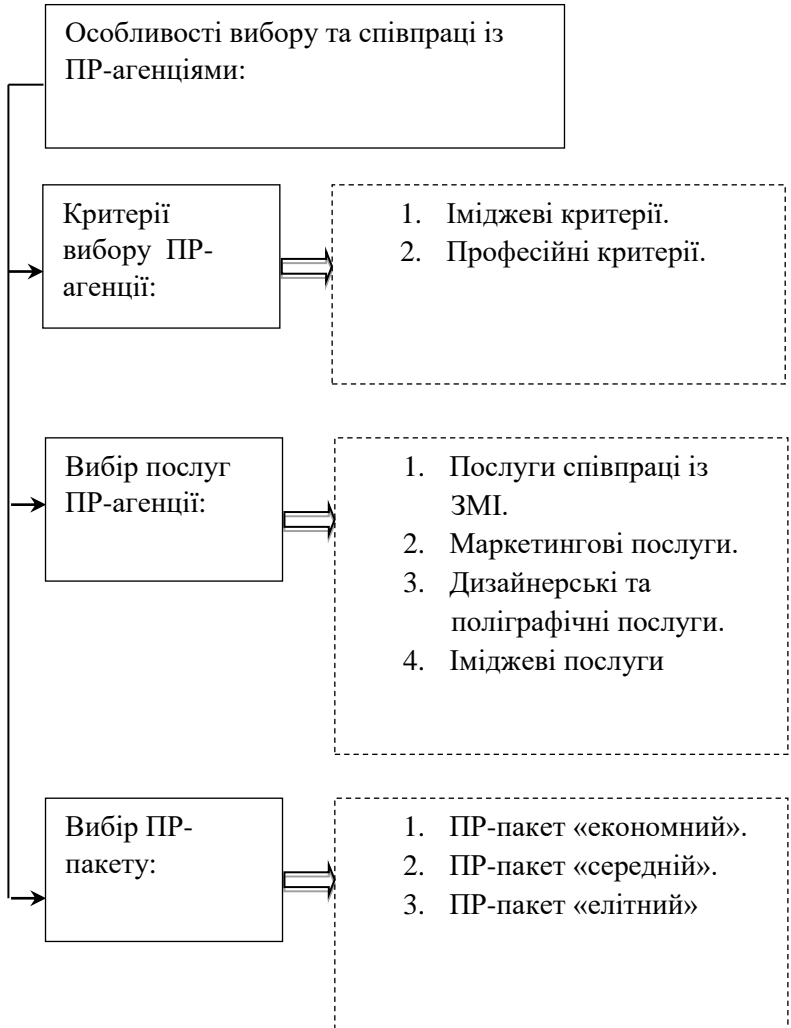 Особливості вибору та співпраці із
ПР-агенціями:
Критерії
вибору ПР-
агенції:
1. Іміджеві критерії.
2. Професійні критерії.
Вибір послуг
ПР-агенції:
1. Послуги співпраці із
ЗМІ.
2. Маркетингові послуги.
3. Дизайнерські та
поліграфічні послуги.
4. Іміджеві послуги
Вибір ПР-
пакету:
1. ПР-пакет «економний».
2. ПР-пакет «середній».
3. ПР-пакет «елітний»